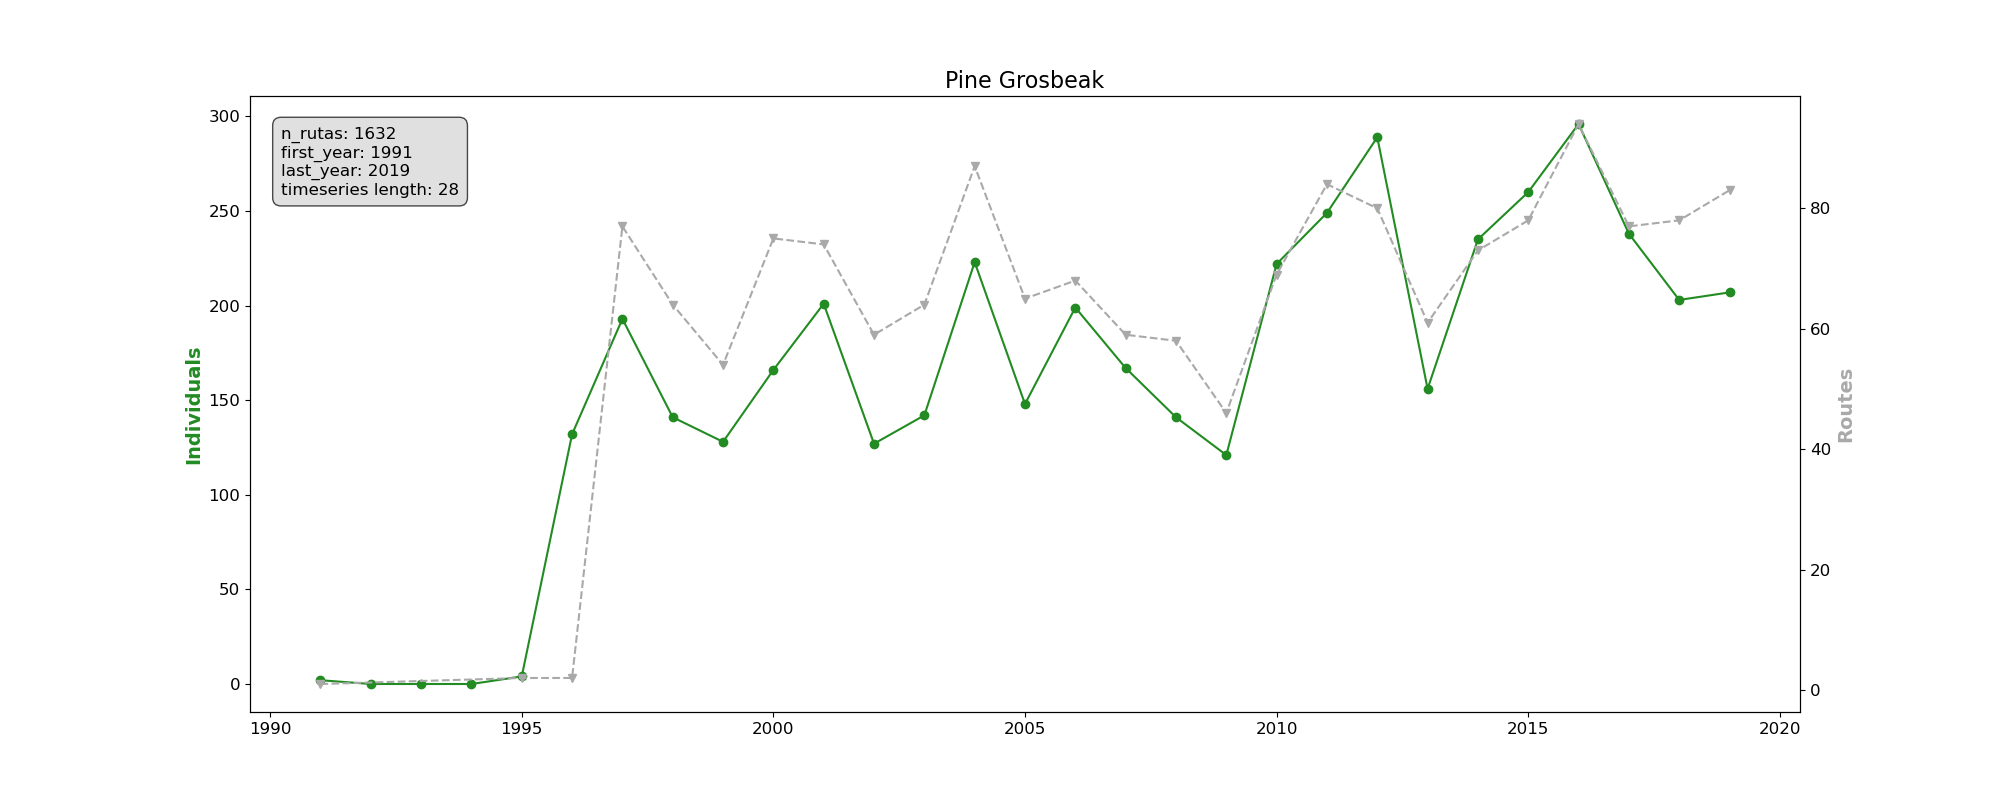 Pine Grosbeak
n_rutas: 1632
first_year: 1991
last_year: 2019
timeseries length: 28
300
250
200
150
100
50
0
Individuals
80
60
40
20
0
Routes
1990
1995
2000
2005
2010
2015
2020